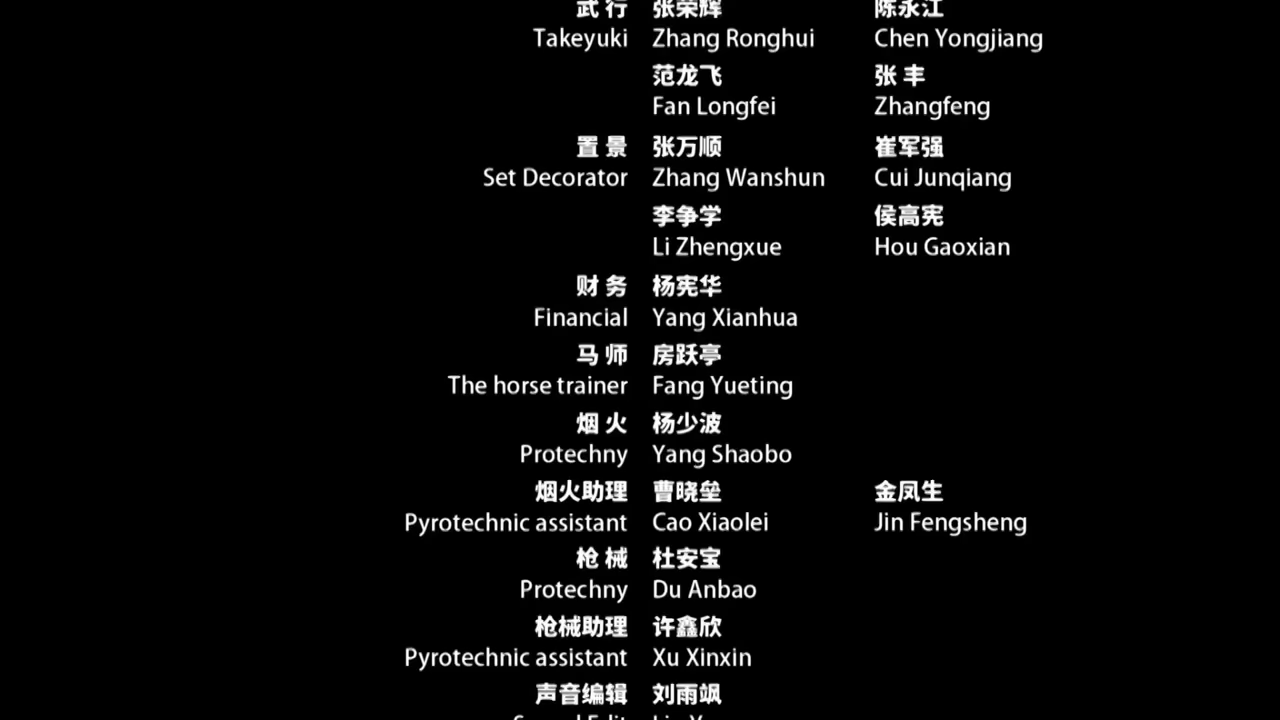 武 行 张荣辉 陈永江
Takeyuki Zhang Ronghui Chen Yongjiang
范龙飞 张 丰
Fan Longfei Zhangfeng
置 景 张万顺 崔军强
Set Decorator Zhang Wanshun Cui Junqiang
李争学 侯高宪
Li Zhengxue Hou Gaoxian
财 务 杨宪华
Financial Yang Xianhua
马 师 房跃亭
The horse trainer Fang Yueting
烟 火 杨少波
Protechny Yang Shaobo
烟火助理 曹晓垒 金凤生
Pyrotechnic assistant Cao Xiaolei Jin Fengsheng
枪 械 杜安宝
Protechny Du Anbao
枪械助理 许鑫欣
Pyrotechnic assistant Xu Xinxin
声音编辑 刘雨飒